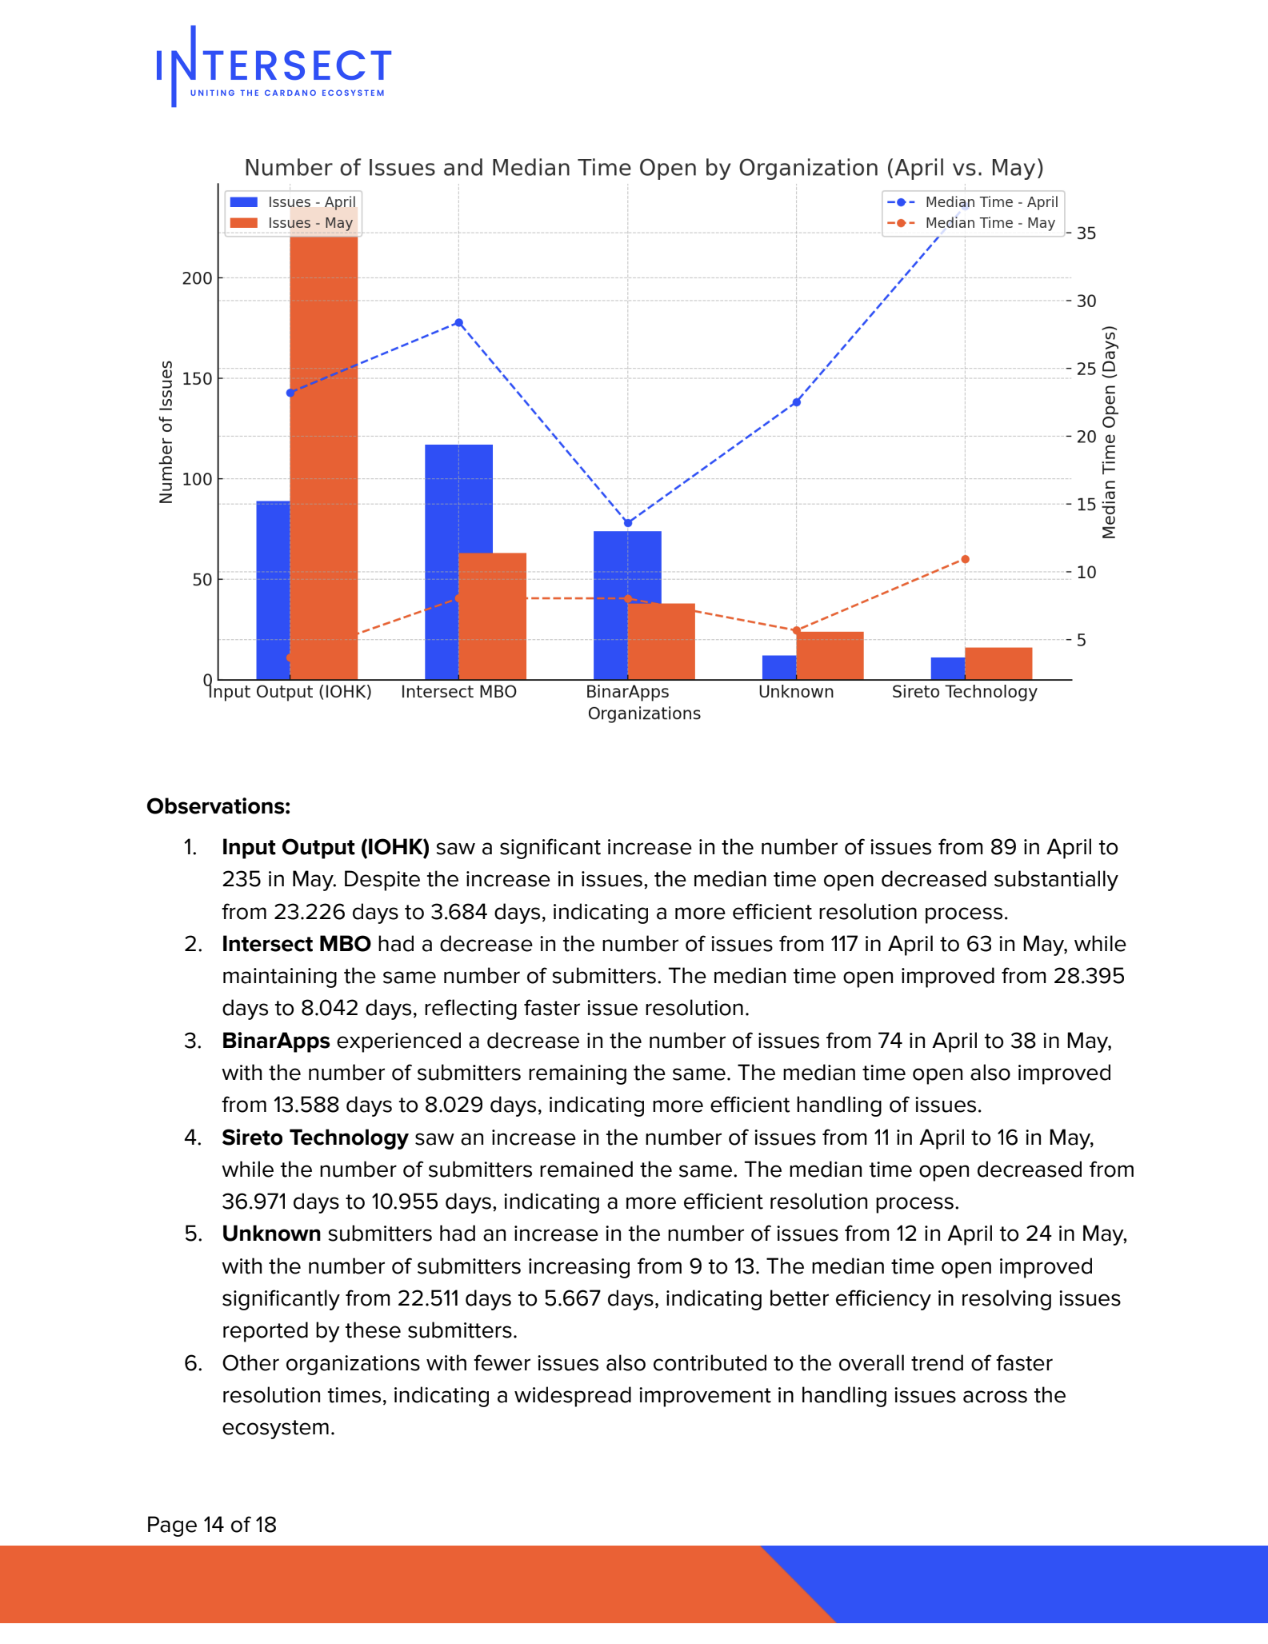 INTERSECT
UNITING THE CARDANO ECOSYSTEM
Number of Issues and Median Time Open by Organization (April vs. May)
Issues - April
Issues - May
Median Time - April
Median Time - May
200
150
100
50
0
Number of Issues
35
30
25
20
15
10
5
Median Time Open (Days)
Input Output (IOHK) Intersect MBO BinarApps Unknown Sireto Technology
Organizations
Observations:
1. Input Output (IOHK) saw a significant increase in the number of issues from 89 in April to
235 in May. Despite the increase in issues, the median time open decreased substantially
from 23.226 days to 3.684 days, indicating a more efficient resolution process.
2. Intersect MBO had a decrease in the number of issues from 117 in April to 63 in May, while
maintaining the same number of submitters. The median time open improved from 28.395
days to 8.042 days, reflecting faster issue resolution.
3. BinarApps experienced a decrease in the number of issues from 74 in April to 38 in May,
with the number of submitters remaining the same. The median time open also improved
from 13.588 days to 8.029 days, indicating more efficient handling of issues.
4. Sireto Technology saw an increase in the number of issues from 11 in April to 16 in May,
while the number of submitters remained the same. The median time open decreased from
36.971 days to 10.955 days, indicating a more efficient resolution process.
5. Unknown submitters had an increase in the number of issues from 12 in April to 24 in May,
with the number of submitters increasing from 9 to 13. The median time open improved
significantly from 22.511 days to 5.667 days, indicating better efficiency in resolving issues
reported by these submitters.
6. Other organizations with fewer issues also contributed to the overall trend of faster
resolution times, indicating a widespread improvement in handling issues across the
ecosystem.
Page 14 of 18